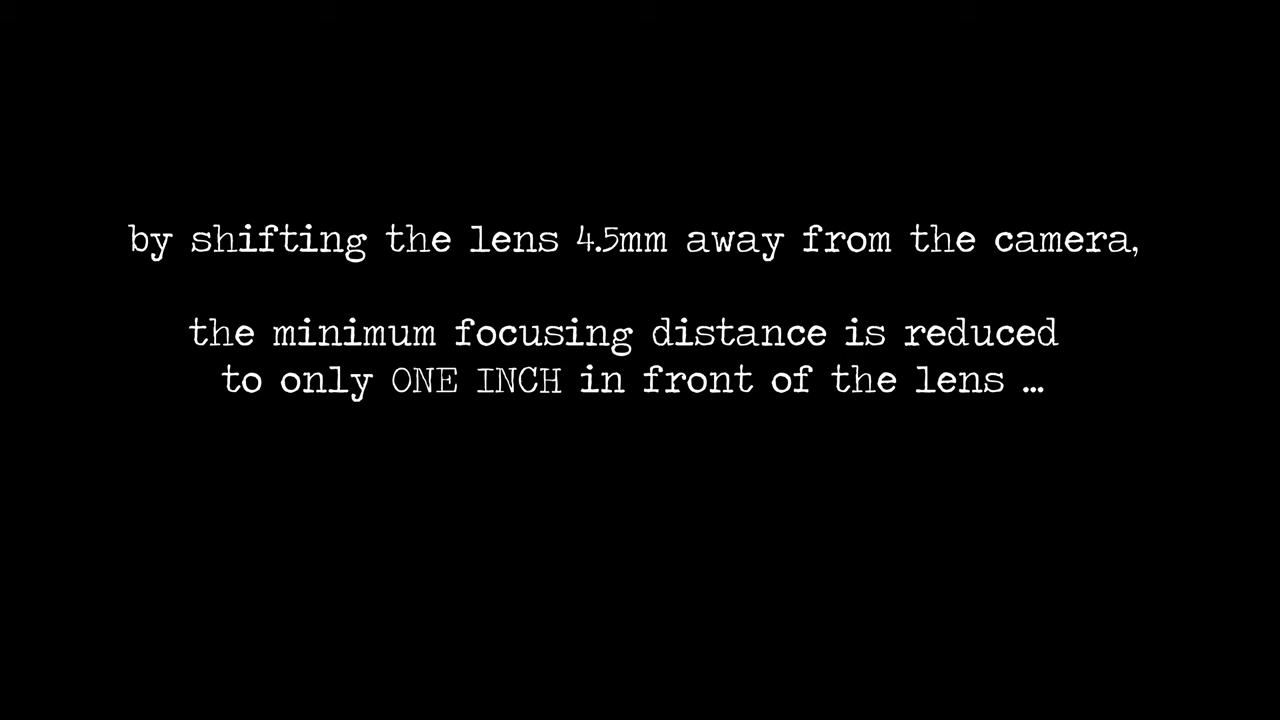 by shifting the lens 4.5mm away from the camera,
the minimum focusing distance is reduced
to only ONE INCH in front of the lens ...